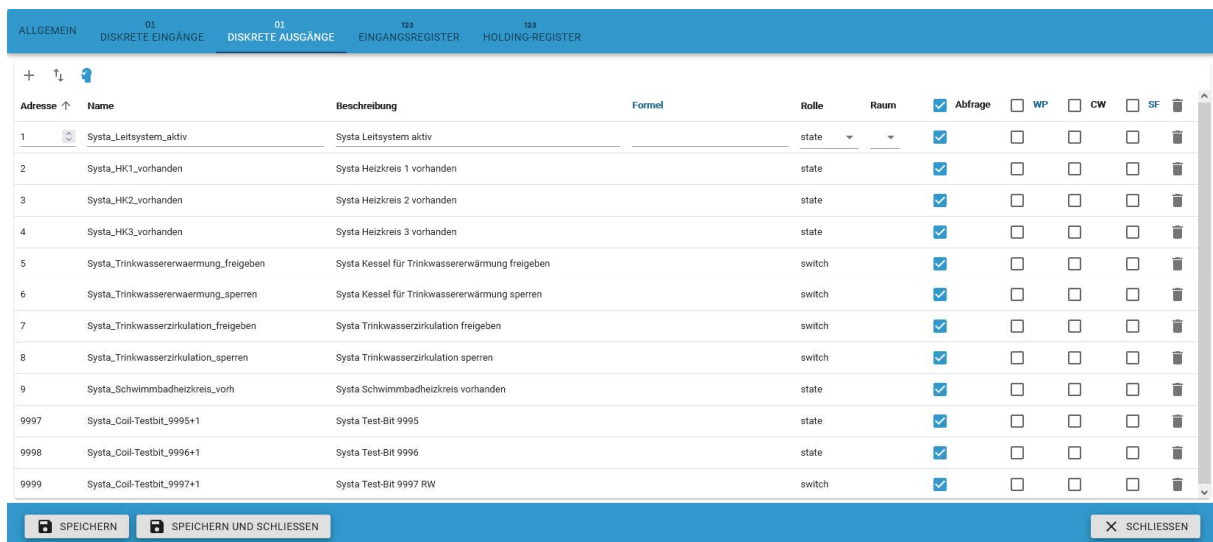 01 01 123 123
ALLGEMEIN DISKRETE EINGÄNGE DISKRETE AUSGÄNGE EINGANGSREGISTER HOLDING-REGISTER
Adresse Name Beschreibung Formel Rolle Raum Abfrage WP CW SF
1 Systa_Leitsystem_aktiv Systa Leitsystem aktiv state
2 Systa_HK1_vorhanden Systa Heizkreis 1 vorhanden state
3 Systa_HK2_vorhanden Systa Heizkreis 2 vorhanden state
4 Systa_HK3_vorhanden Systa Heizkreis 3 vorhanden state
5 Systa_Trinkwassererwaermung_freigeben Systa Kessel für Trinkwassererwärmung freigeben switch
6 Systa_Trinkwassererwaermung_sperren Systa Kessel für Trinkwassererwärmung sperren switch
7 Systa_Trinkwasserzirkulation_freigeben Systa Trinkwasserzirkulation freigeben switch
8 Systa_Trinkwasserzirkulation_sperren Systa Trinkwasserzirkulation sperren switch
9 Systa_Schwimmbadheizkreis_vorh Systa Schwimmbadheizkreis vorhanden state
9997 Systa_Coil-Testbit_9995+1 Systa Test-Bit 9995 state
9998 Systa_Coil-Testbit_9996+1 Systa Test-Bit 9996 state
9999 Systa_Coil-Testbit_9997+1 Systa Test-Bit 9997 RW switch
SPEICHERN SPEICHERN UND SCHLIESSEN SCHLIESSEN